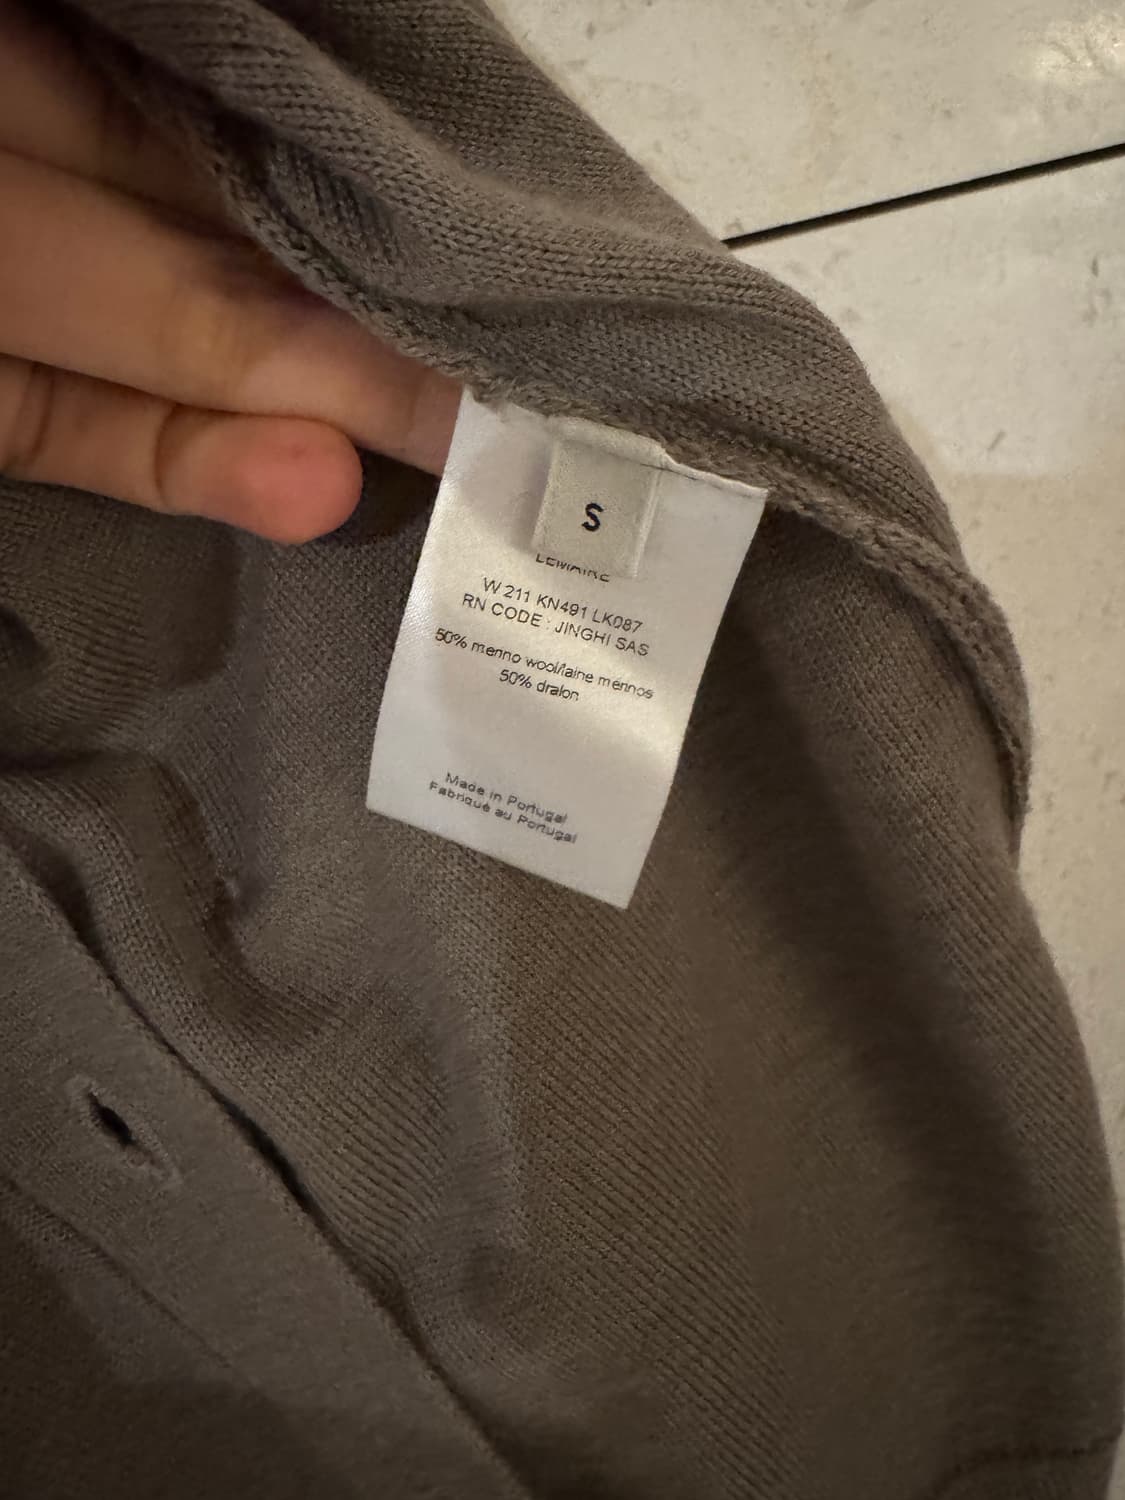 S
LEMAIRE
W 211 KN491 LK087
RN CODE : JINGHI SAS
50% merino wool/laine mérinos
50% dralon
Made in Portugal
Fabriqué au Portugal